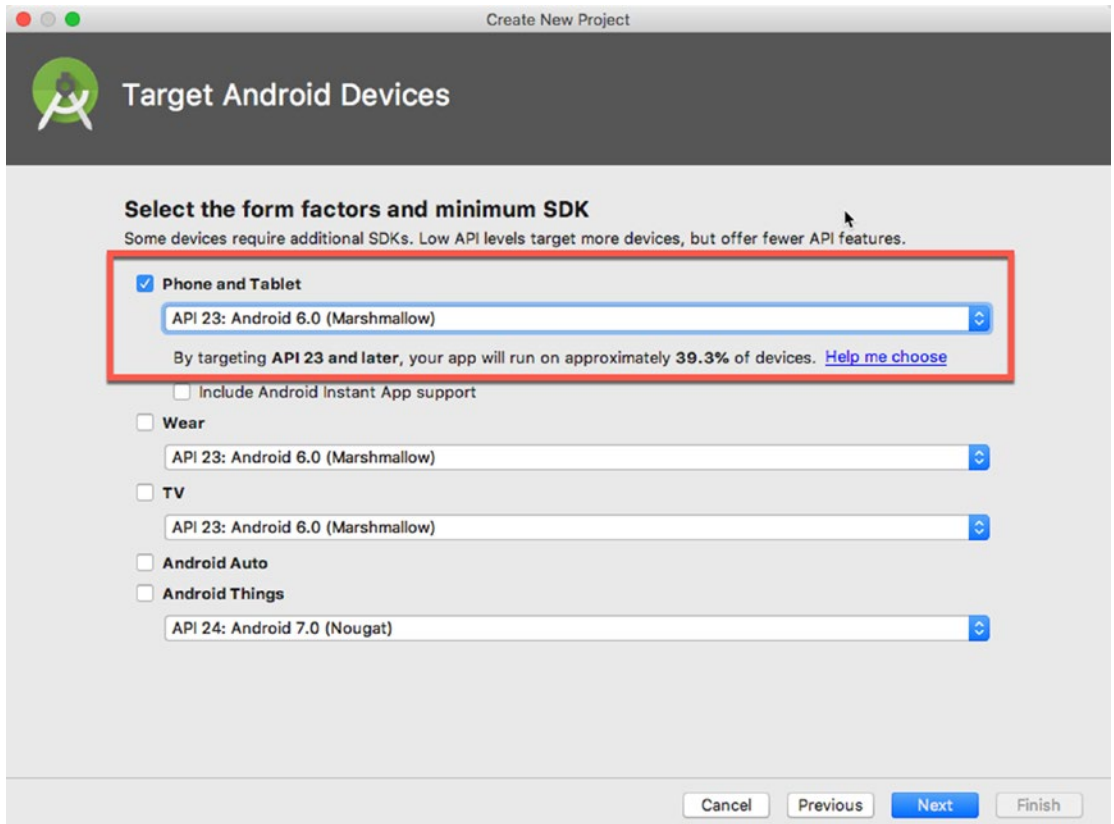 Create New Project
Target Android Devices
Select the form factors and minimum SDK
Some devices require additional SDKs. Low API levels target more devices, but offer fewer API features.
Phone and Tablet
API 23: Android 6.0 (Marshmallow)
By targeting API 23 and later, your app will run on approximately 39.3% of devices. Help me choose
Include Android Instant App support
Wear
API 23: Android 6.0 (Marshmallow)
TV
API 23: Android 6.0 (Marshmallow)
Android Auto
Android Things
API 24: Android 7.0 (Nougat)
Cancel Previous Next Finish